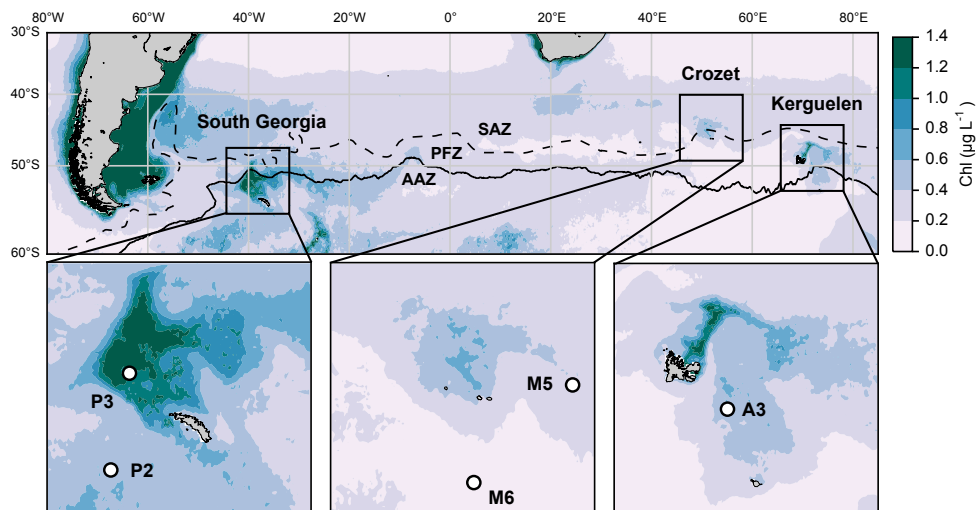 80°W 60°W 40°W 20°W 0° 20°E 40°E 60°E 80°E
30°S
40°S
50°S
60°S
South Georgia
SAZ
PFZ
AAZ
Crozet
Kerguelen
1.4
1.2
1.0
0.8
0.6
0.4
0.2
0.0
Chl (µg L⁻¹)
P3
P2
M5
M6
A3